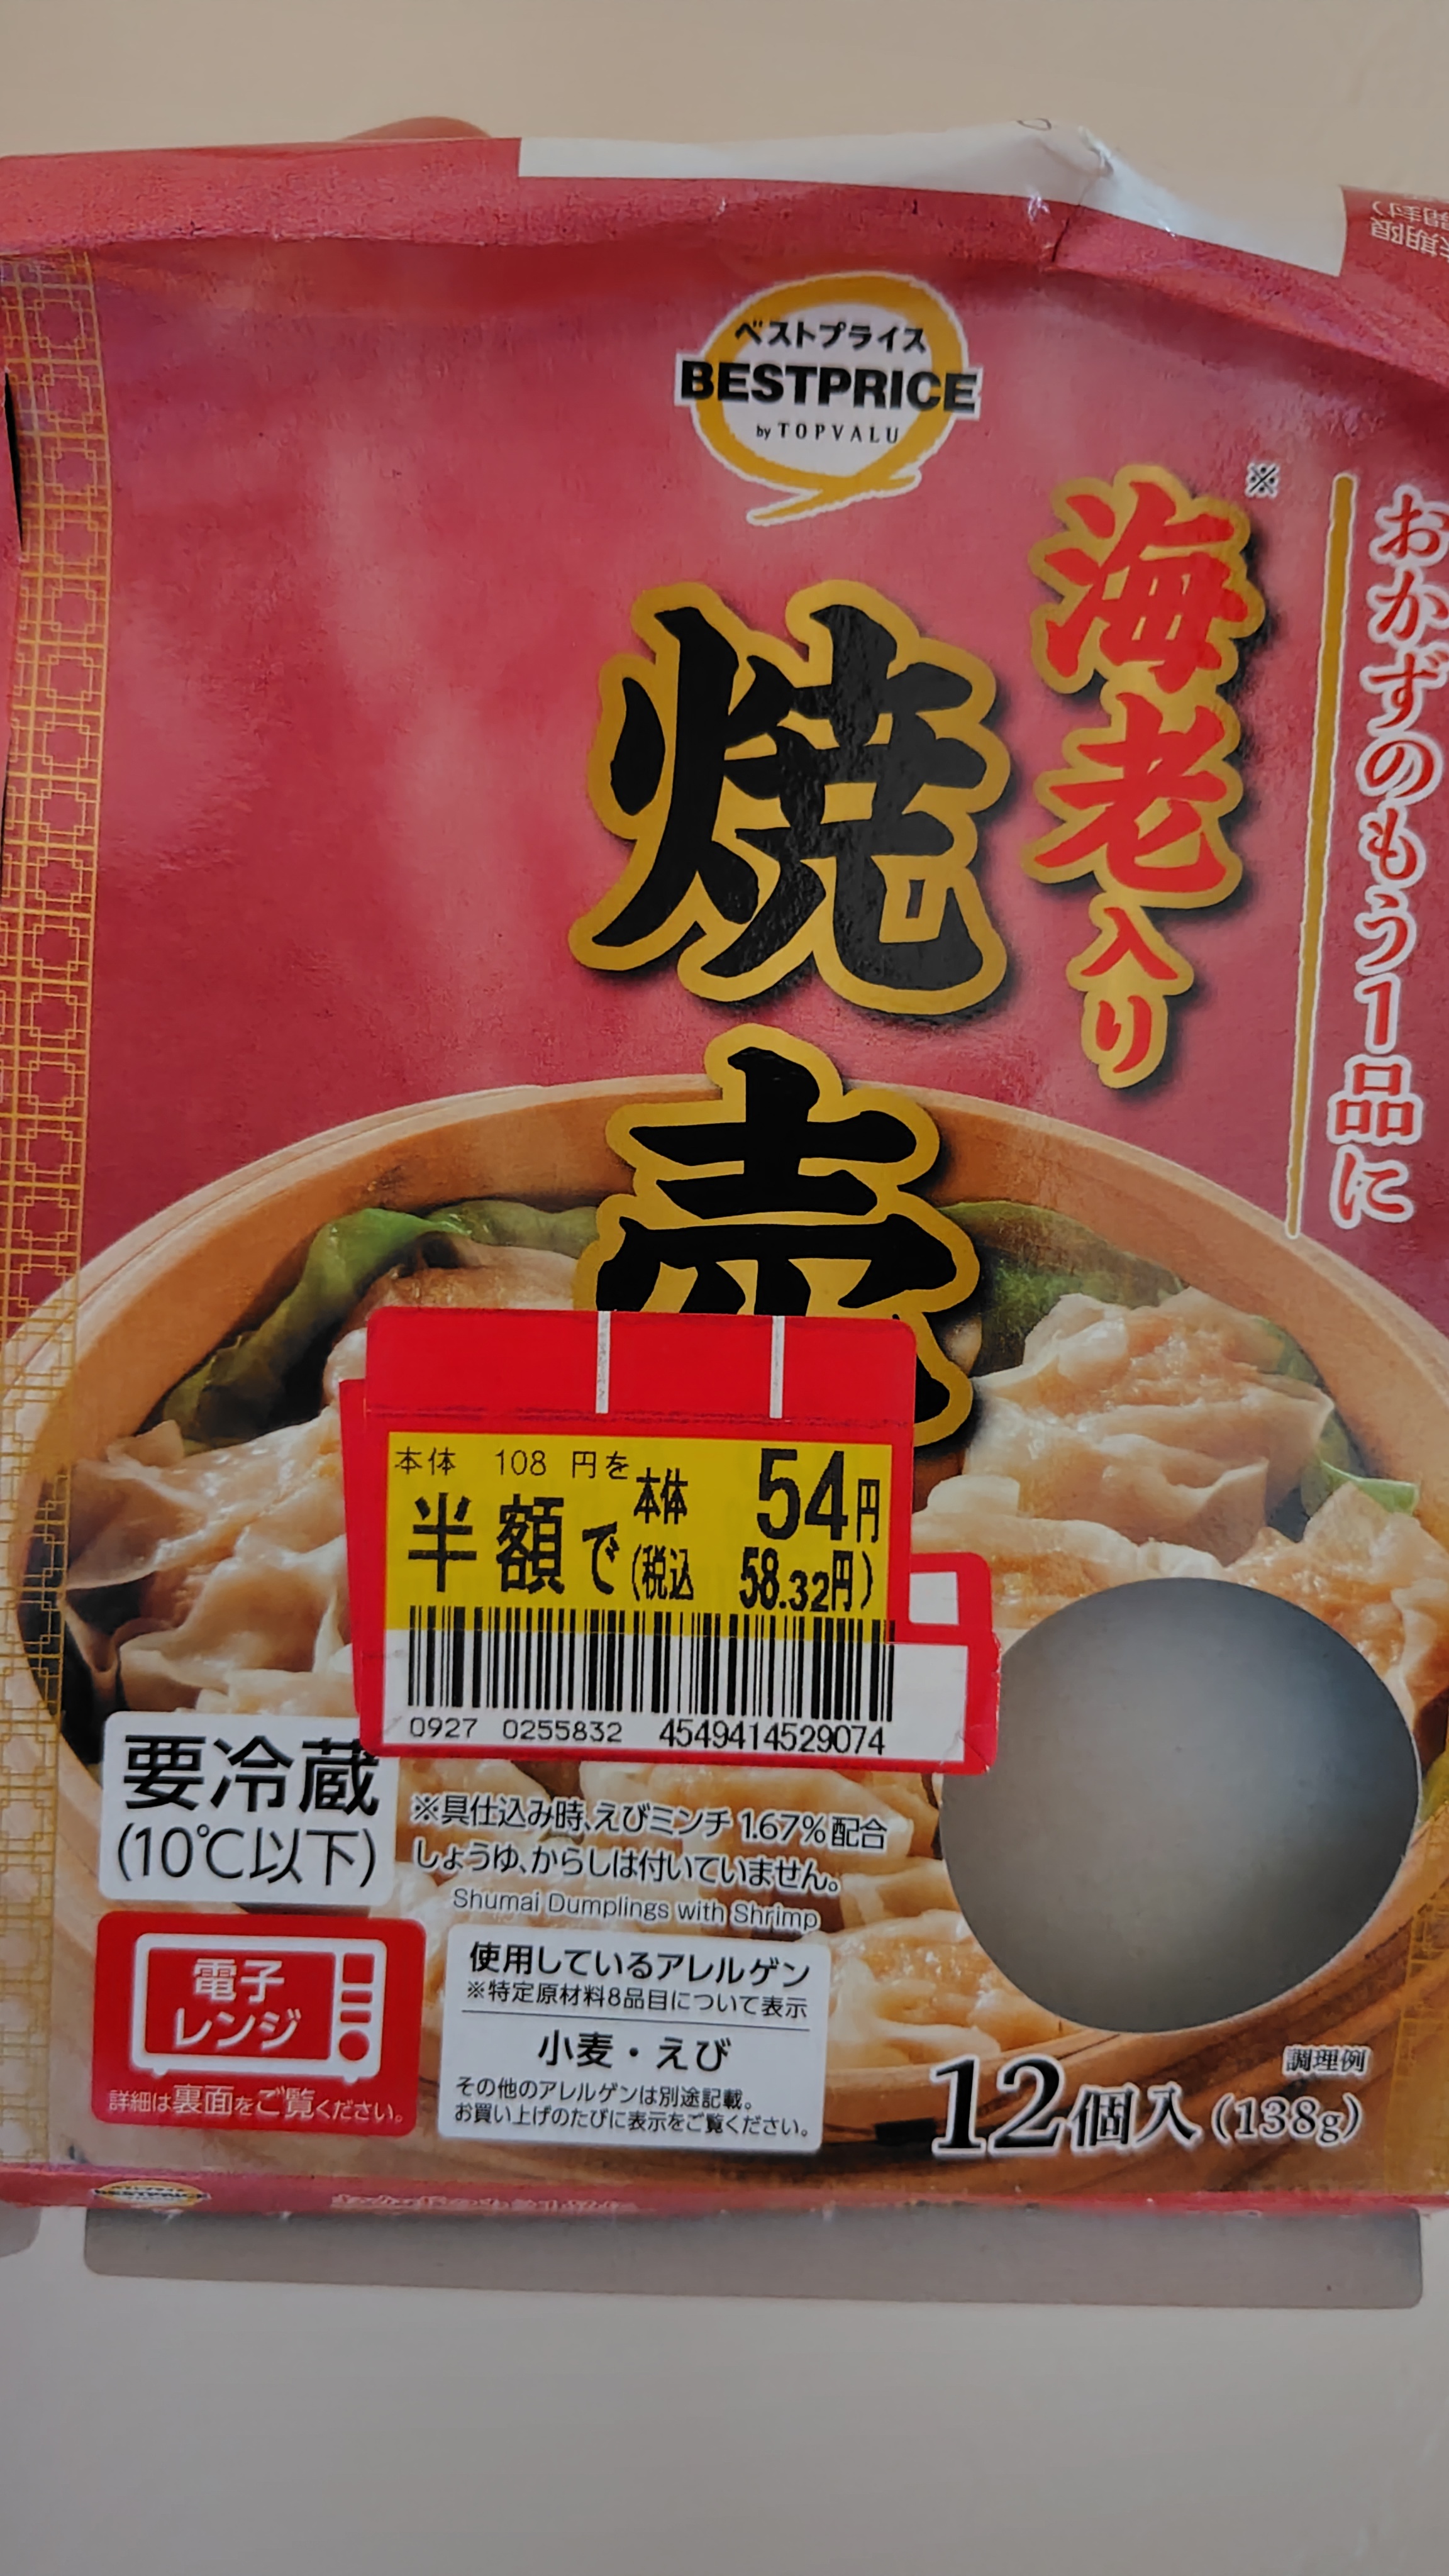 ベストプライス
BESTPRICE
by TOPVALU
おかずのもう1品に
海老入り
※
焼売
本体 108 円を
半額で
本体 54円
(税込 58.32円)
0927 0255832 4549414529074
要冷蔵
(10℃以下)
※具仕込み時、えびミンチ1.67%配合
しょうゆ、からしは付いていません。
Shumai Dumplings with Shrimp
電子
レンジ
詳細は裏面をご覧ください。
使用しているアレルゲン
※特定原材料8品目について表示
小麦・えび
その他のアレルゲンは別途記載。
お買い上げのたびに表示をご覧ください。
調理例
12個入(138g)